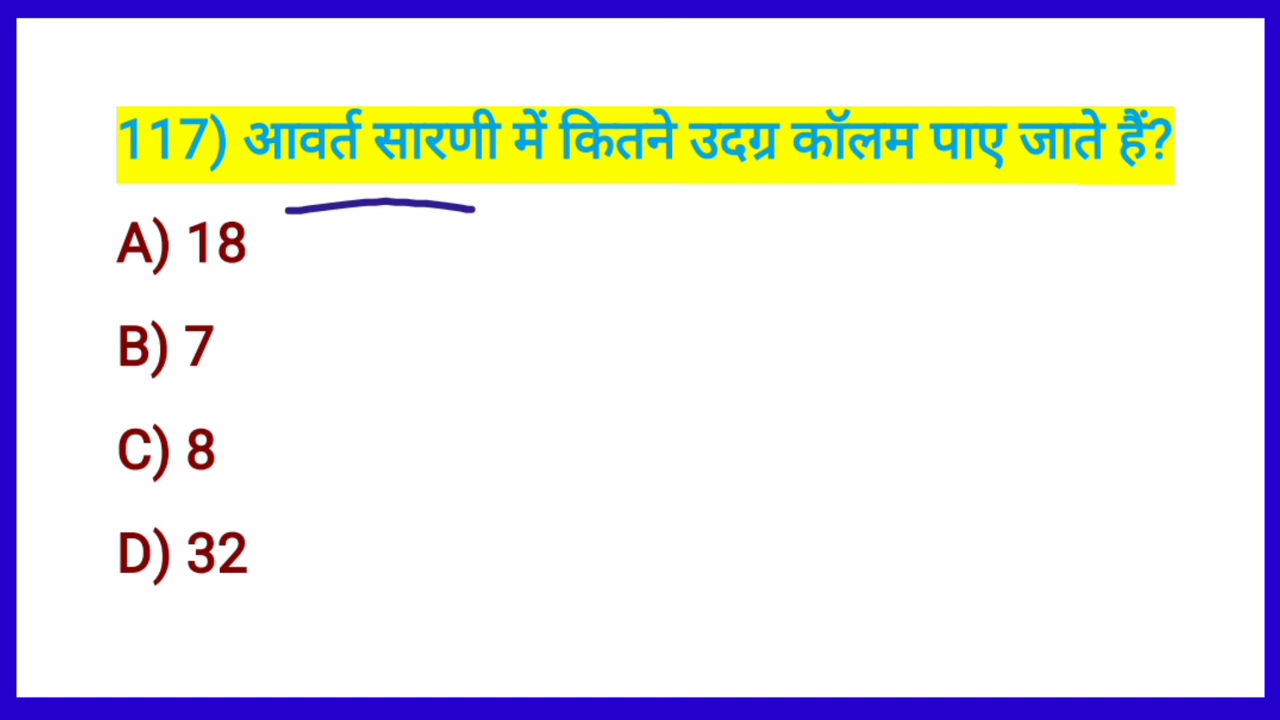 117) आवर्त सारणी में कितने उदग्र कॉलम पाए जाते हैं?
A) 18
B) 7
C) 8
D) 32